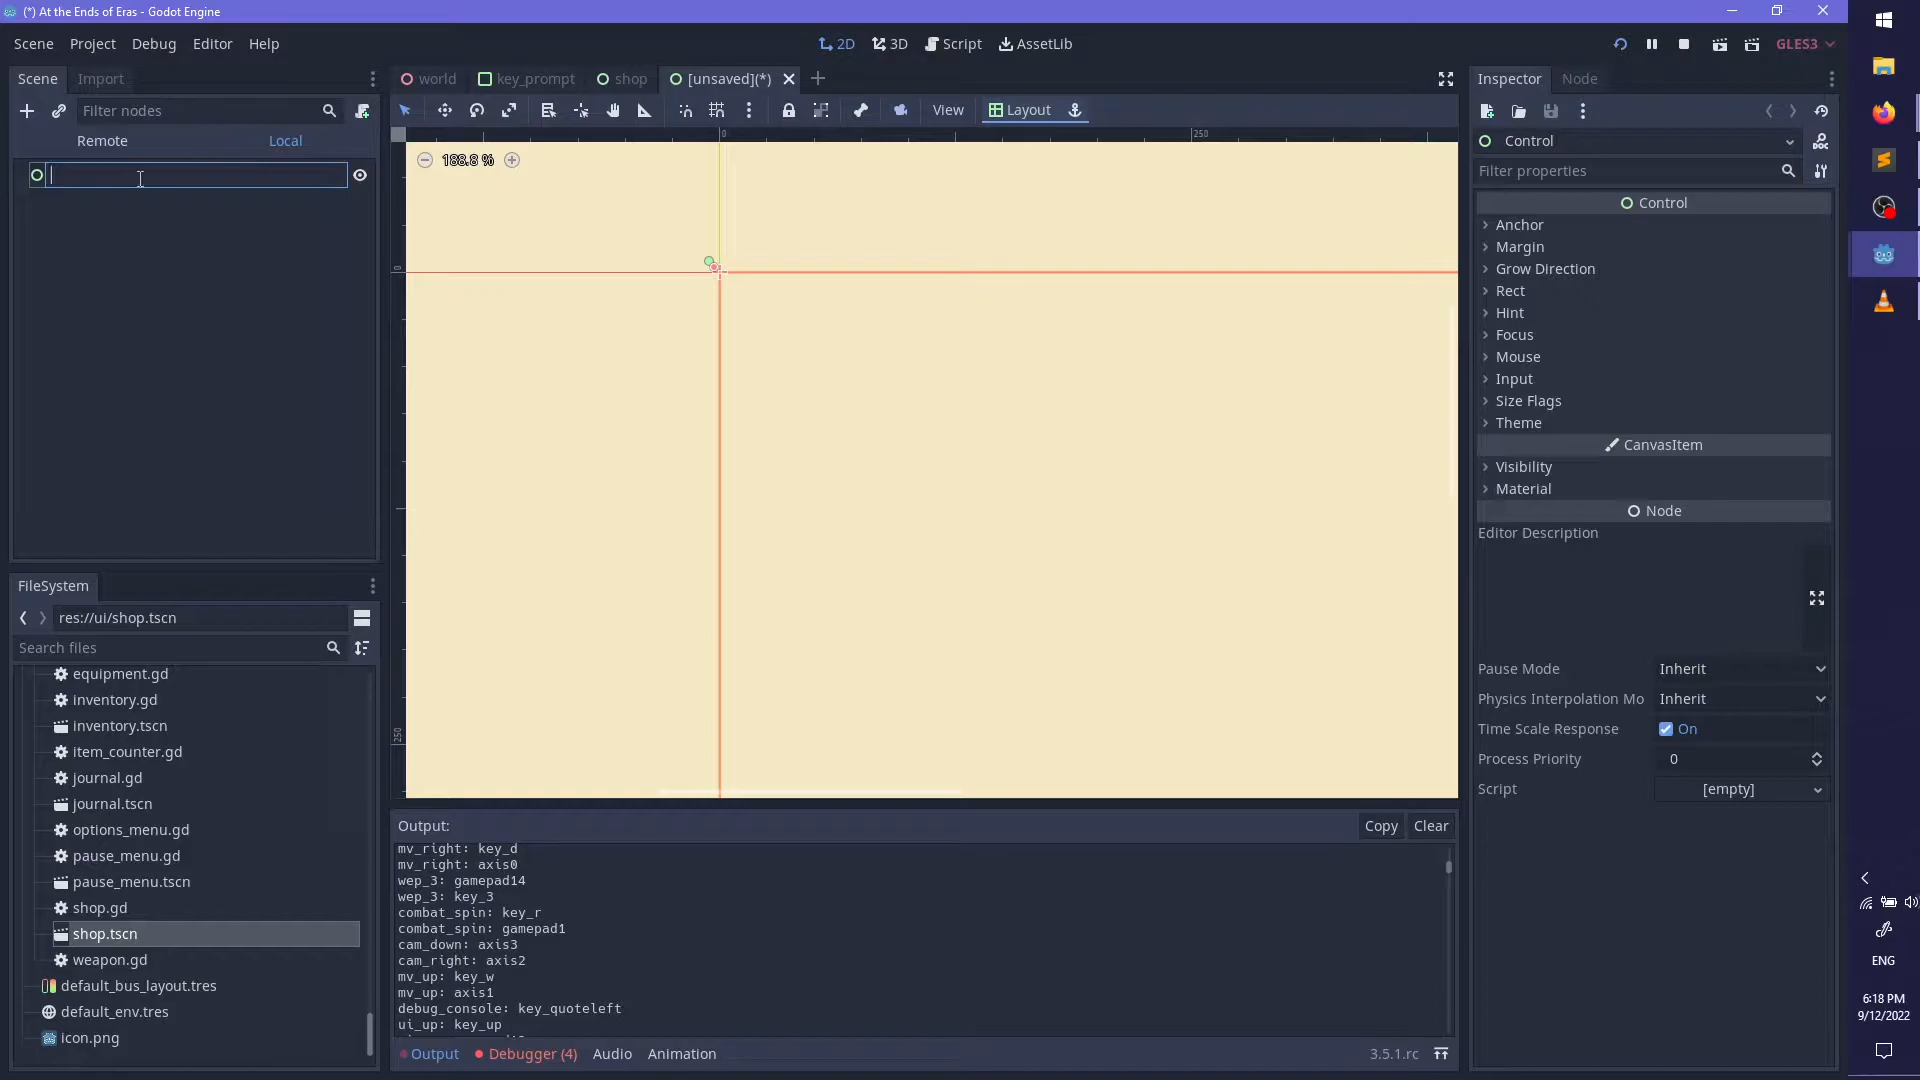 (*) At the Ends of Eras - Godot Engine
Scene Project Debug Editor Help
2D 3D Script AssetLib
GLES3
Scene Import
world key_prompt shop [unsaved](*)
Inspector Node
Filter nodes
View Layout
Remote Local
0 250
Control
188.8 %
Filter properties
Control
Anchor
Margin
Grow Direction
Rect
Hint
Focus
Mouse
Input
Size Flags
Theme
CanvasItem
Visibility
Material
Node
Editor Description
Pause Mode Inherit
Physics Interpolation Mo Inherit
Time Scale Response On
Process Priority 0
Script [empty]
0
250
FileSystem
res://ui/shop.tscn
Search files
equipment.gd
inventory.gd
inventory.tscn
item_counter.gd
journal.gd
journal.tscn
options_menu.gd
pause_menu.gd
pause_menu.tscn
shop.gd
shop.tscn
weapon.gd
default_bus_layout.tres
default_env.tres
icon.png
Output: Copy Clear
mv_right: key_d
mv_right: axis0
wep_3: gamepad14
wep_3: key_3
combat_spin: key_r
combat_spin: gamepad1
cam_down: axis3
cam_right: axis2
mv_up: key_w
mv_up: axis1
debug_console: key_quoteleft
ui_up: key_up
Output Debugger (4) Audio Animation 3.5.1.rc
ENG
6:18 PM
9/12/2022